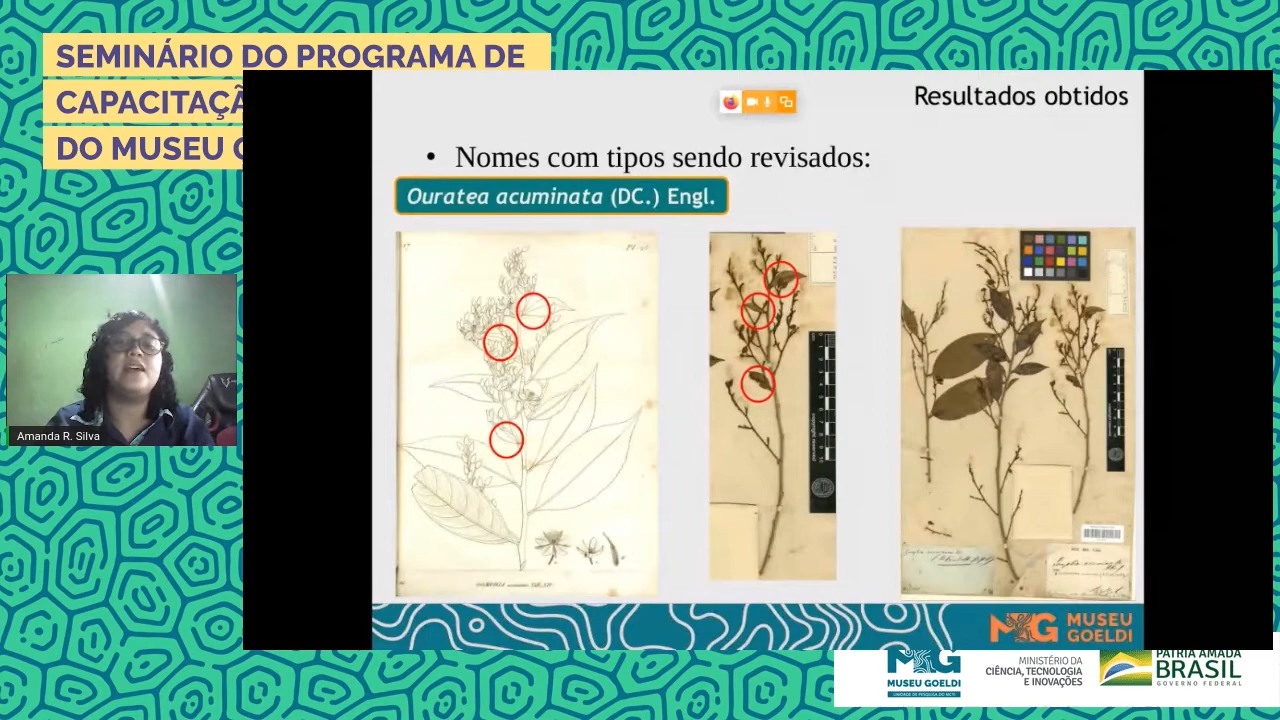 SEMINÁRIO DO PROGRAMA DE
CAPACITAÇÃ
DO MUSEU
Resultados obtidos
• Nomes com tipos sendo revisados:
Ouratea acuminata (DC.) Engl.
Amanda R. Silva
MUSEU
GOELDI
MUSEU GOELDI
MINISTÉRIO DA
CIÊNCIA, TECNOLOGIA
E INOVAÇÕES
PÁTRIA AMADA
BRASIL
GOVERNO FEDERAL